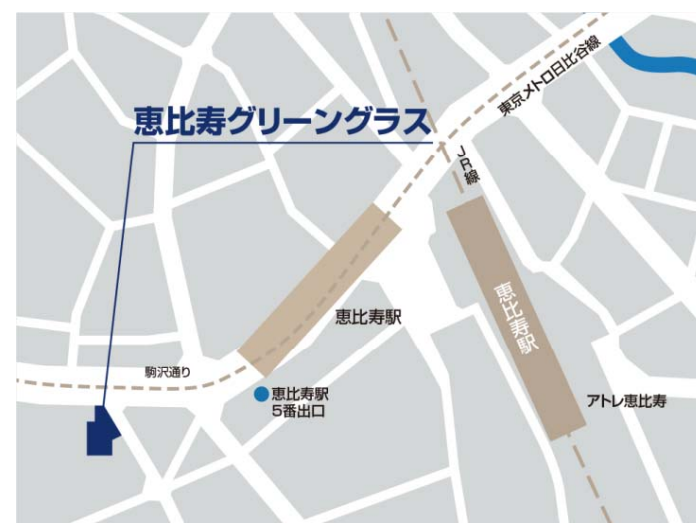 東京メトロ日比谷線
恵比寿グリーングラス
JR線
恵比寿駅
恵比寿駅
駒沢通り
恵比寿駅
5番出口
アトレ恵比寿